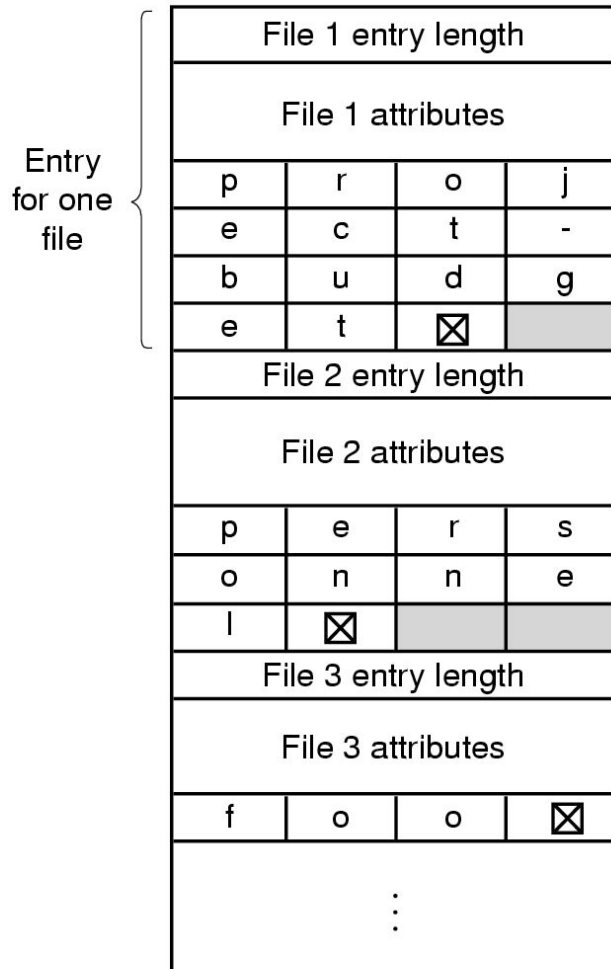 File 1 entry length
File 1 attributes
Entry
for one
file
p r o j
e c t -
b u d g
e t ☒
File 2 entry length
File 2 attributes
p e r s
o n n e
l ☒
File 3 entry length
File 3 attributes
f o o ☒
⋮